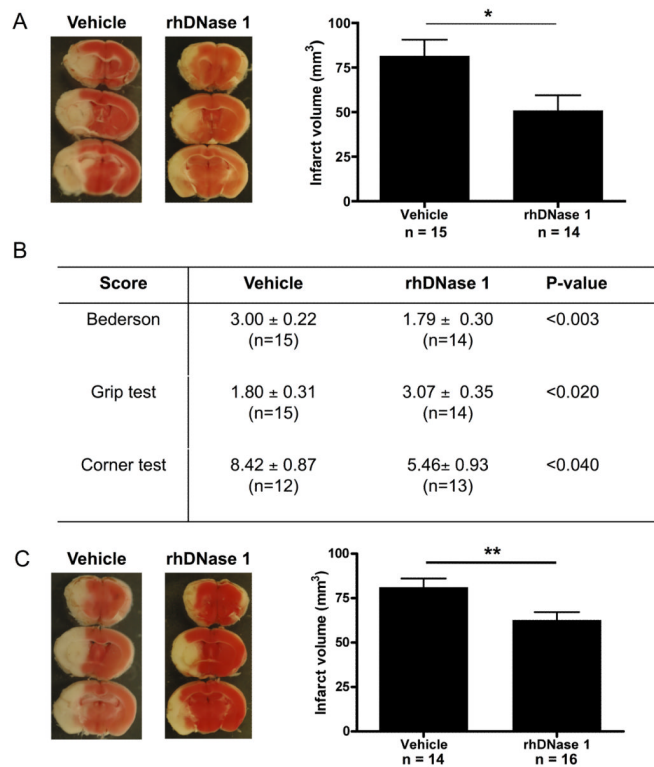 A
Vehicle rhDNase 1
Infarct volume (mm³)
100
75
50
25
0
*
Vehicle rhDNase 1
n = 15 n = 14
B
Score Vehicle rhDNase 1 P-value
Bederson 3.00 ± 0.22 1.79 ± 0.30 <0.003
(n=15) (n=14)
Grip test 1.80 ± 0.31 3.07 ± 0.35 <0.020
(n=15) (n=14)
Corner test 8.42 ± 0.87 5.46± 0.93 <0.040
(n=12) (n=13)
C
Vehicle rhDNase 1
Infarct volume (mm³)
100
75
50
25
0
**
Vehicle rhDNase 1
n = 14 n = 16